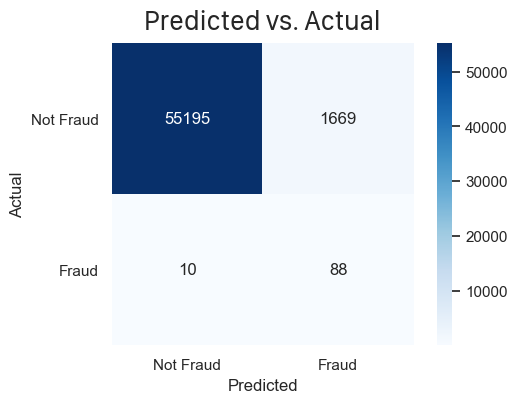 Predicted vs. Actual
Not Fraud 55195 1669
Fraud 10 88
Actual
Not Fraud Fraud
Predicted
50000
40000
30000
20000
10000